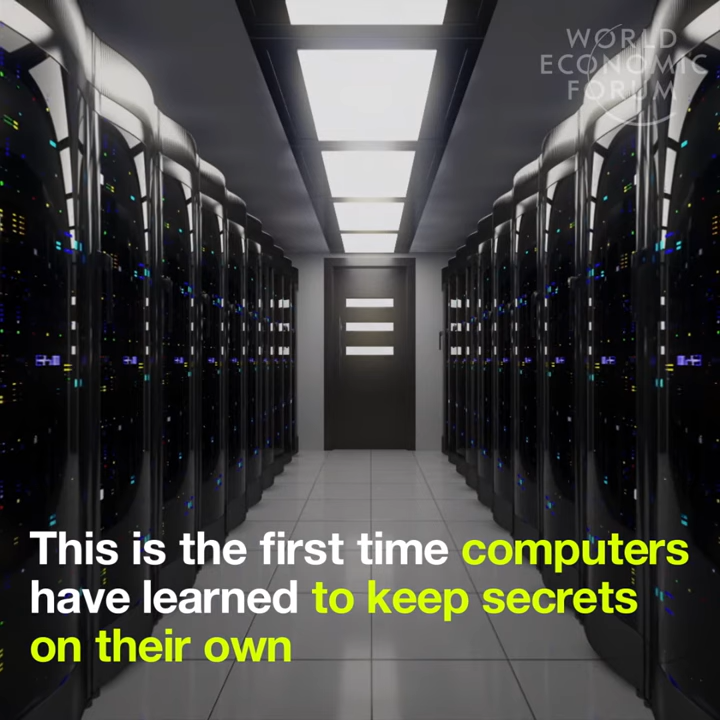 WORLD
ECONOMIC
FORUM
This is the first time computers
have learned to keep secrets
on their own